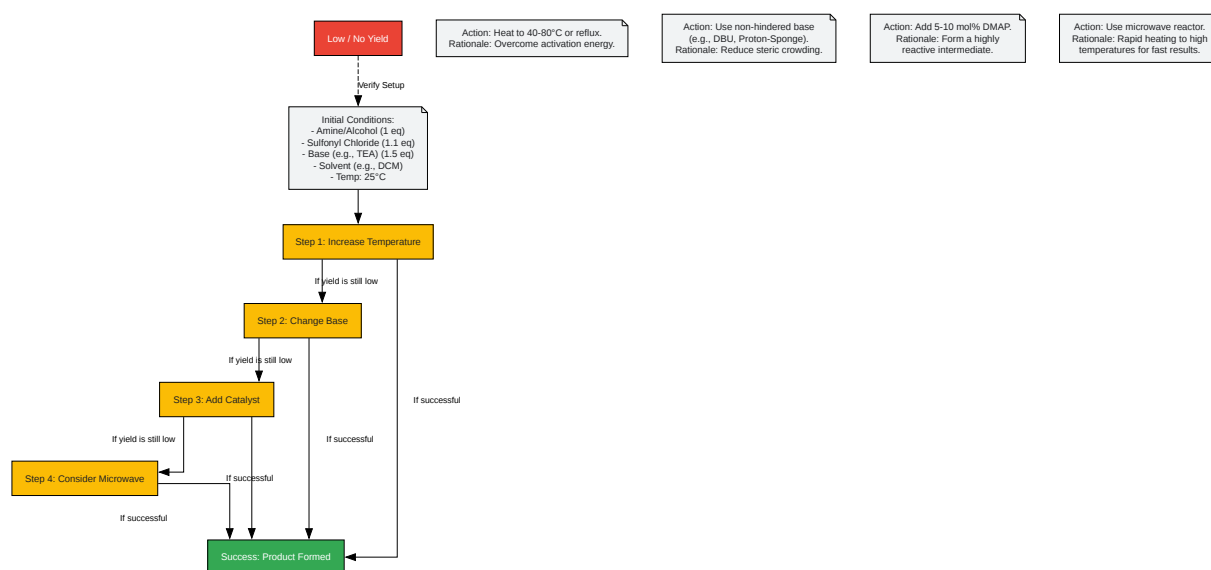 Low / No Yield
Action: Heat to 40-80°C or reflux.
Rationale: Overcome activation energy.
Action: Use non-hindered base
(e.g., DBU, Proton-Sponge).
Rationale: Reduce steric crowding.
Action: Add 5-10 mol% DMAP.
Rationale: Form a highly
reactive intermediate.
Action: Use microwave reactor.
Rationale: Rapid heating to high
temperatures for fast results.
Verify Setup
Initial Conditions:
- Amine/Alcohol (1 eq)
- Sulfonyl Chloride (1.1 eq)
- Base (e.g., TEA) (1.5 eq)
- Solvent (e.g., DCM)
- Temp: 25°C
Step 1: Increase Temperature
If yield is still low
Step 2: Change Base
If yield is still low
Step 3: Add Catalyst
If successful
If yield is still low
If successful
Step 4: Consider Microwave
If successful
If successful
Success: Product Formed